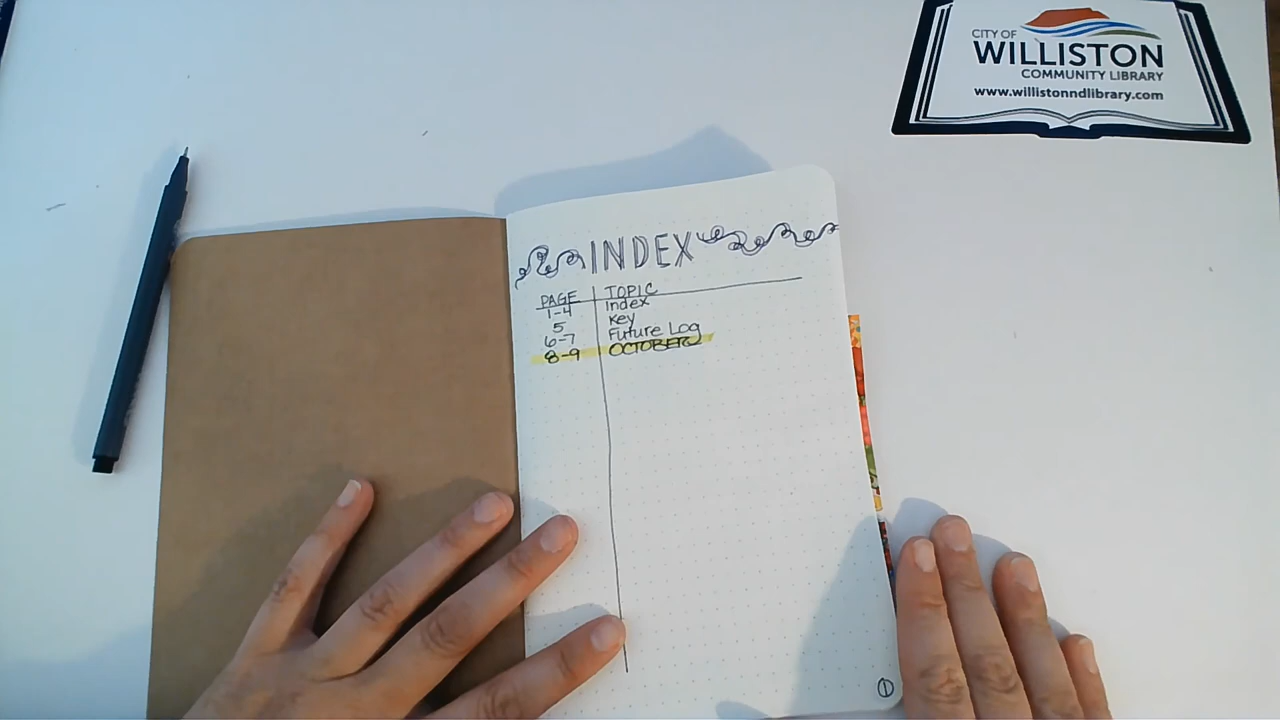 CITY OF
WILLISTON
COMMUNITY LIBRARY
www.willistonndlibrary.com
INDEX
PAGE TOPIC
1-4 Index
5 Key
6-7 Future Log
8-9 OCTOBER
1